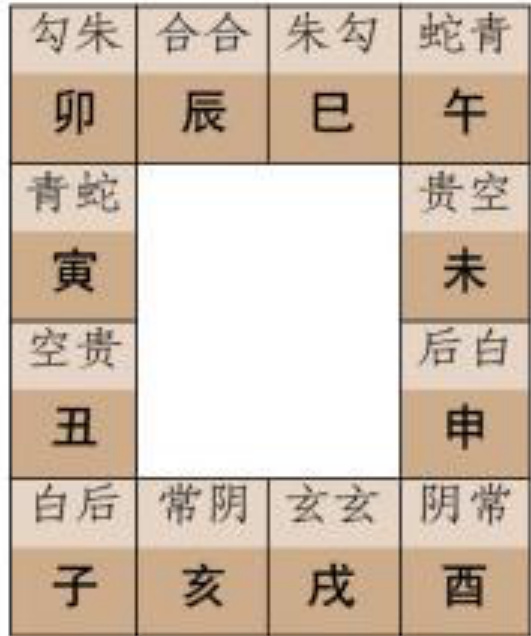 勾朱 合合 朱勾 蛇青
卯 辰 巳 午
青蛇 贵空
寅 未
空贵 后白
丑 申
白后 常阴 玄玄 阴常
子 亥 戌 酉